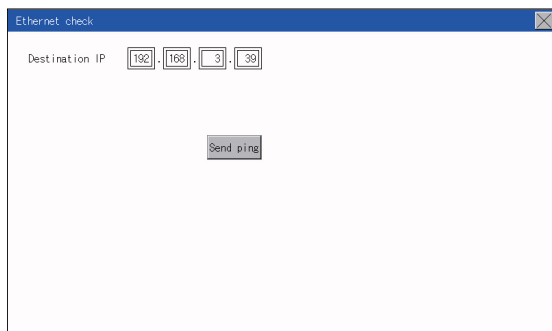 Ethernet check
Destination IP 192 . 168 . 3 . 39
Send ping